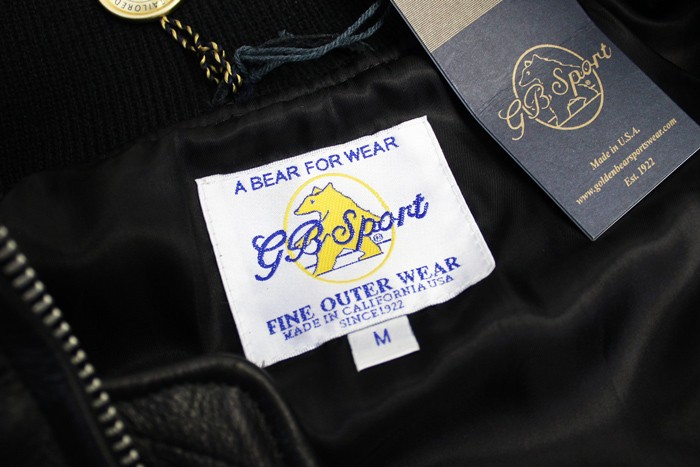 TAILORED
A BEAR FOR WEAR
GB Sport
®
FINE OUTER WEAR
MADE IN CALIFORNIA USA
SINCE 1922
M
GB Sport
Made in U.S.A.
www.goldenbearsportswear.com
Est. 1922